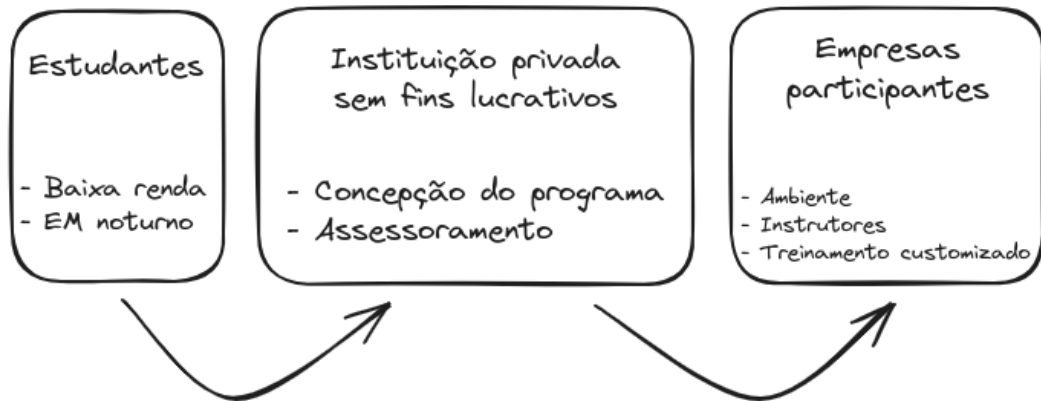 Estudantes
- Baixa renda
- EM noturno
Instituição privada
sem fins lucrativos
- Concepção do programa
- Assessoramento
Empresas
participantes
- Ambiente
- Instrutores
- Treinamento customizado